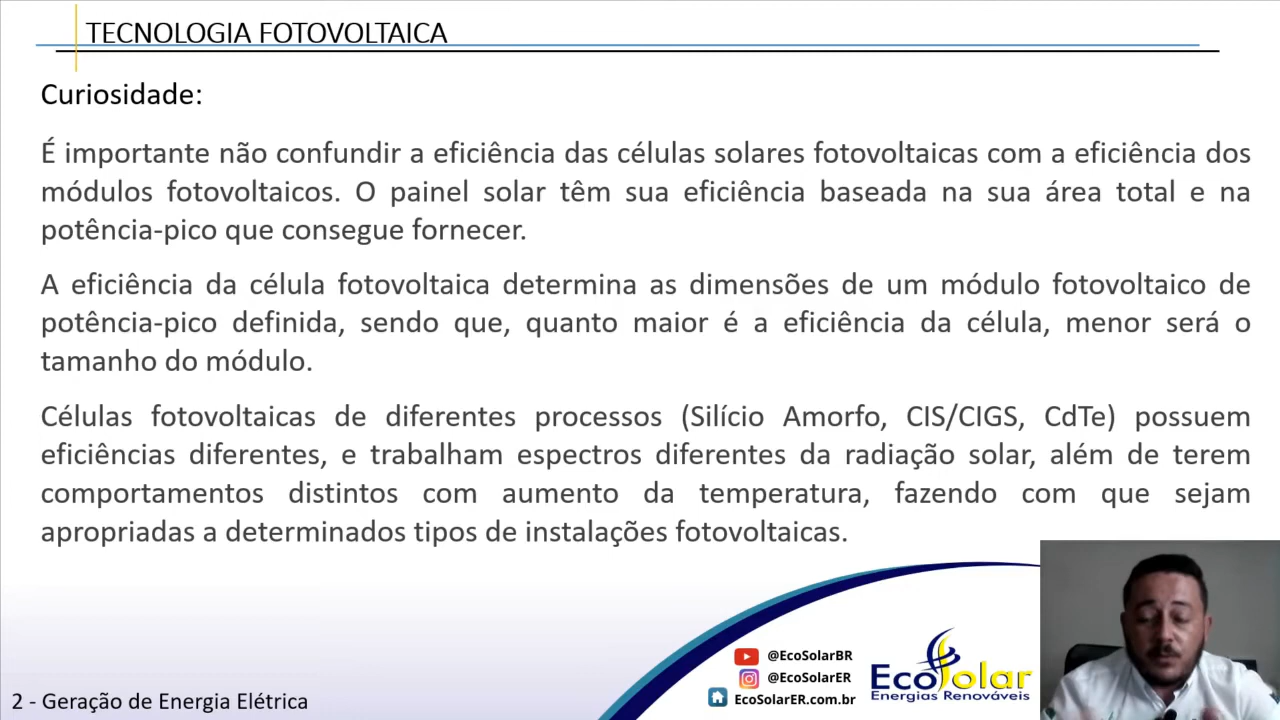 TECNOLOGIA FOTOVOLTAICA
Curiosidade:
É importante não confundir a eficiência das células solares fotovoltaicas com a eficiência dos
módulos fotovoltaicos. O painel solar têm sua eficiência baseada na sua área total e na
potência-pico que consegue fornecer.
A eficiência da célula fotovoltaica determina as dimensões de um módulo fotovoltaico de
potência-pico definida, sendo que, quanto maior é a eficiência da célula, menor será o
tamanho do módulo.
Células fotovoltaicas de diferentes processos (Silício Amorfo, CIS/CIGS, CdTe) possuem
eficiências diferentes, e trabalham espectros diferentes da radiação solar, além de terem
comportamentos distintos com aumento da temperatura, fazendo com que sejam
apropriadas a determinados tipos de instalações fotovoltaicas.
@EcoSolarBR
@EcoSolarER
EcoSolarER.com.br
EcoSolar
Energias Renováveis
2 - Geração de Energia Elétrica